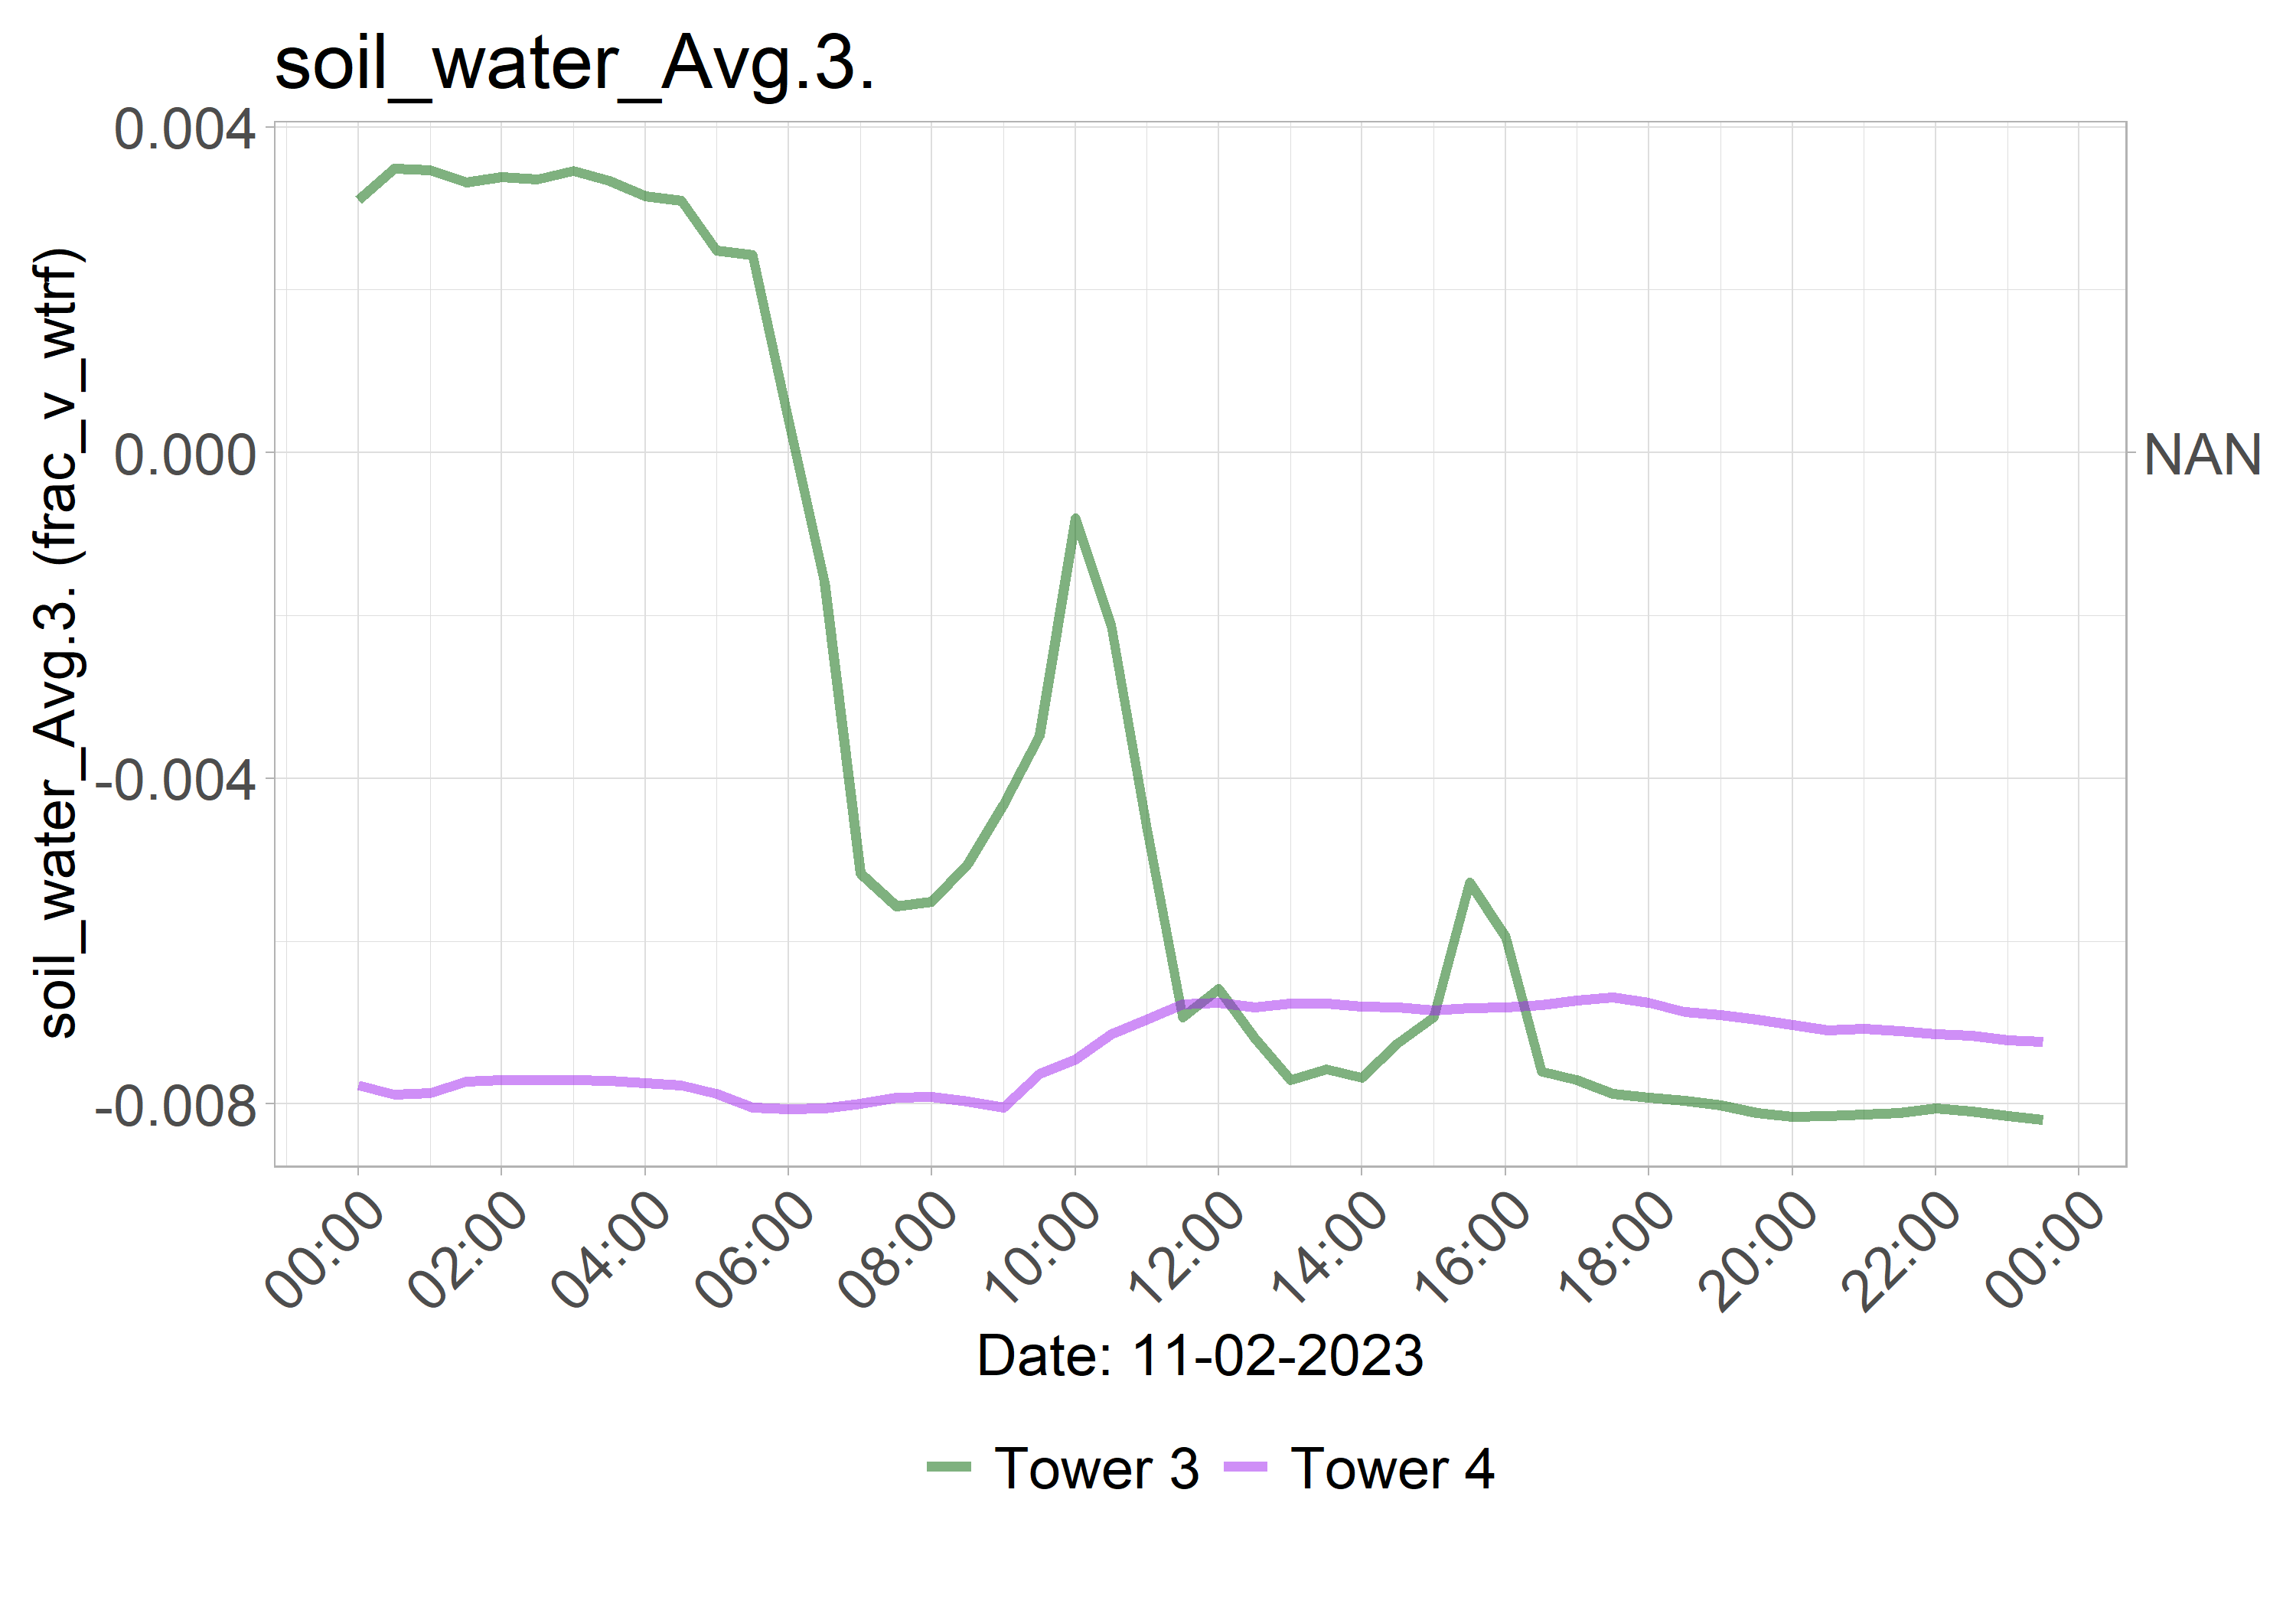 soil_water_Avg.3.
soil_water_Avg.3. (frac_v_wtrf)
0.004
0.000
-0.004
-0.008
NAN
00:00
02:00
04:00
06:00
08:00
10:00
12:00
14:00
16:00
18:00
20:00
22:00
00:00
Date: 11-02-2023
Tower 3
Tower 4